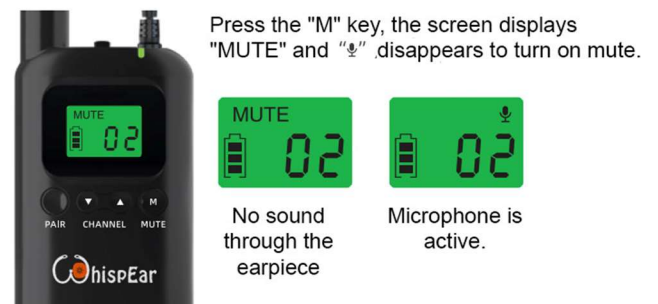 Press the "M" key, the screen displays
"MUTE" and “ ” ,disappears to turn on mute.
MUTE
02
MUTE
02
02
PAIR CHANNEL MUTE
M
No sound
through the
earpiece
Microphone is
active.
WhispEar